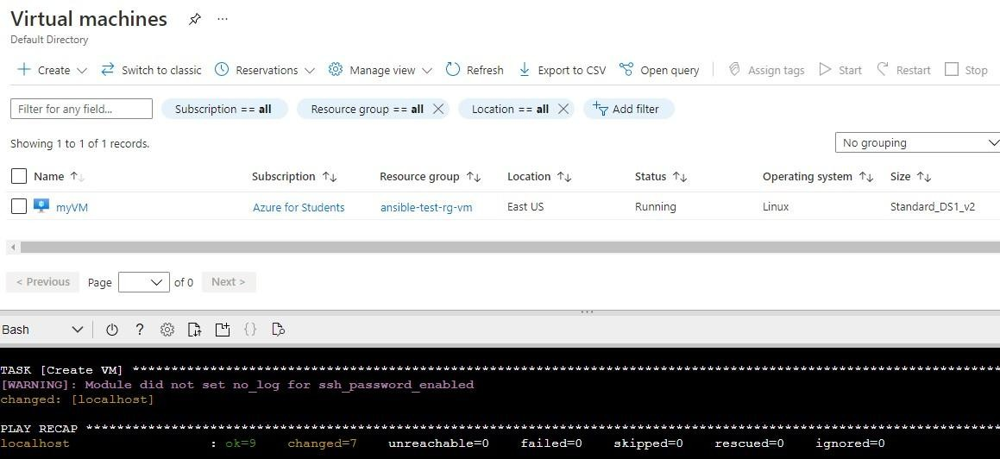 Virtual machines ...
Default Directory
Create Switch to classic Reservations Manage view Refresh Export to CSV Open query Assign tags Start Restart Stop
Filter for any field... Subscription == all Resource group == all Location == all Add filter
Showing 1 to 1 of 1 records.
No grouping
Name Subscription Resource group Location Status Operating system Size
myVM Azure for Students ansible-test-rg-vm East US Running Linux Standard_DS1_v2
< Previous Page of 0 Next >
Bash ? {}
TASK [Create VM] ****************************************************************************************************************
[WARNING]: Module did not set no_log for ssh_password_enabled
changed: [localhost]
PLAY RECAP **********************************************************************************************************************
localhost : ok=9 changed=7 unreachable=0 failed=0 skipped=0 rescued=0 ignored=0